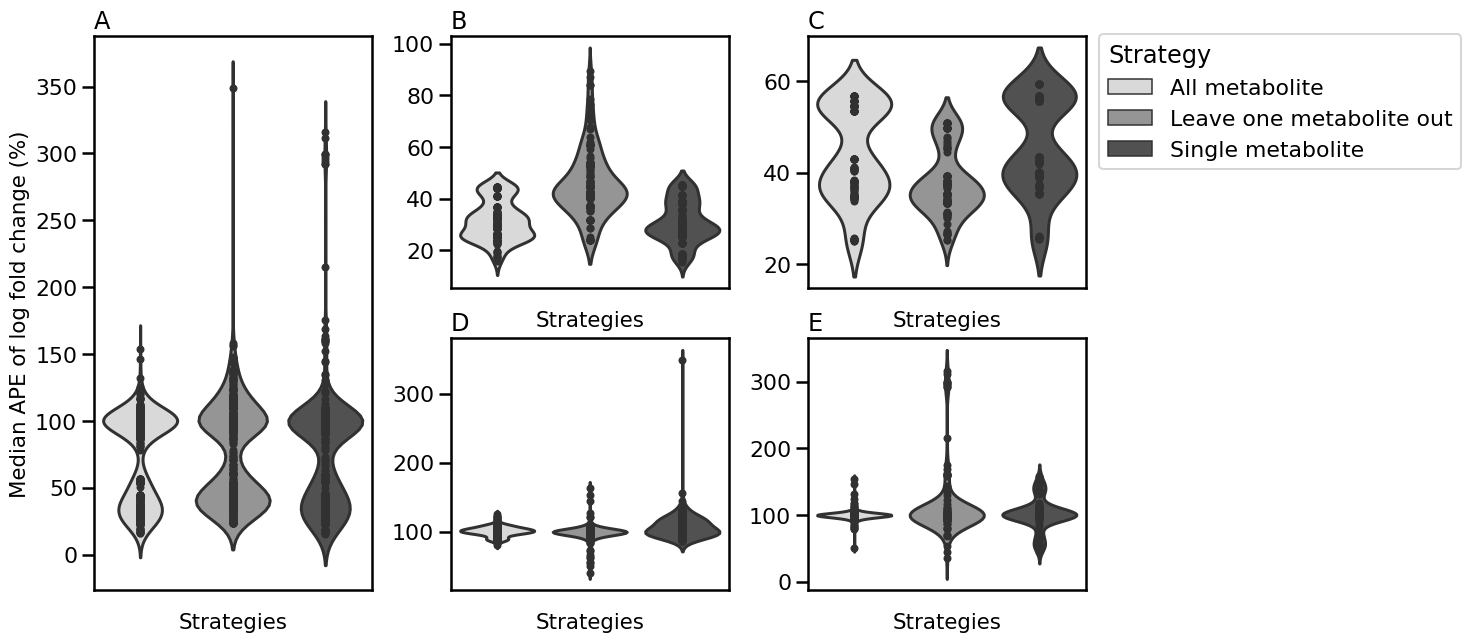 A
B
C
Strategy
All metabolite
Leave one metabolite out
Single metabolite
Median APE of log fold change (%)
350
300
250
200
150
100
50
0
Strategies
100
80
60
40
20
Strategies
60
40
20
Strategies
D
E
300
200
100
Strategies
300
200
100
0
Strategies